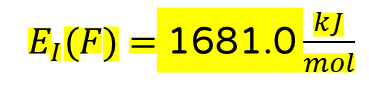 E_I(F) = 1681.0 kJ/mol